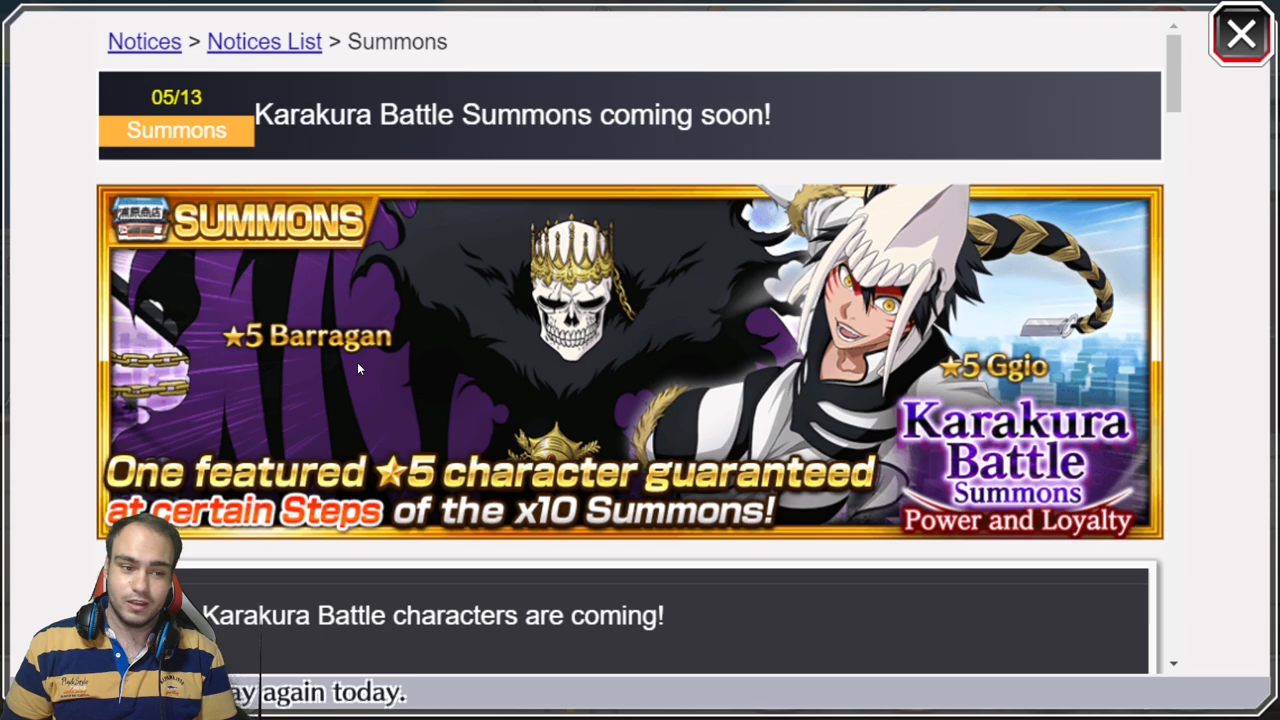 Notices > Notices List > Summons
05/13
Summons
Karakura Battle Summons coming soon!
SUMMONS
★5 Barragan
★5 Ggio
Karakura
Battle
Summons
Power and Loyalty
One featured ★5 character guaranteed
at certain Steps of the x10 Summons!
Karakura Battle characters are coming!
ay again today.